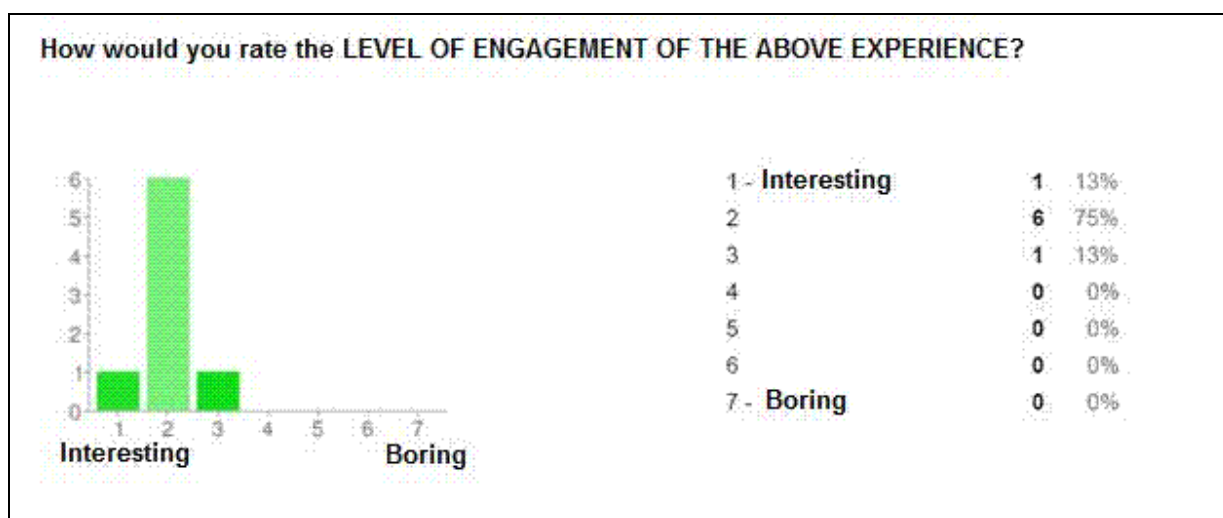 How would you rate the LEVEL OF ENGAGEMENT OF THE ABOVE EXPERIENCE?
6
5
4
3
2
1
0
1 2 3 4 5 6 7
Interesting Boring
1 - Interesting 1 13%
2 6 75%
3 1 13%
4 0 0%
5 0 0%
6 0 0%
7 - Boring 0 0%